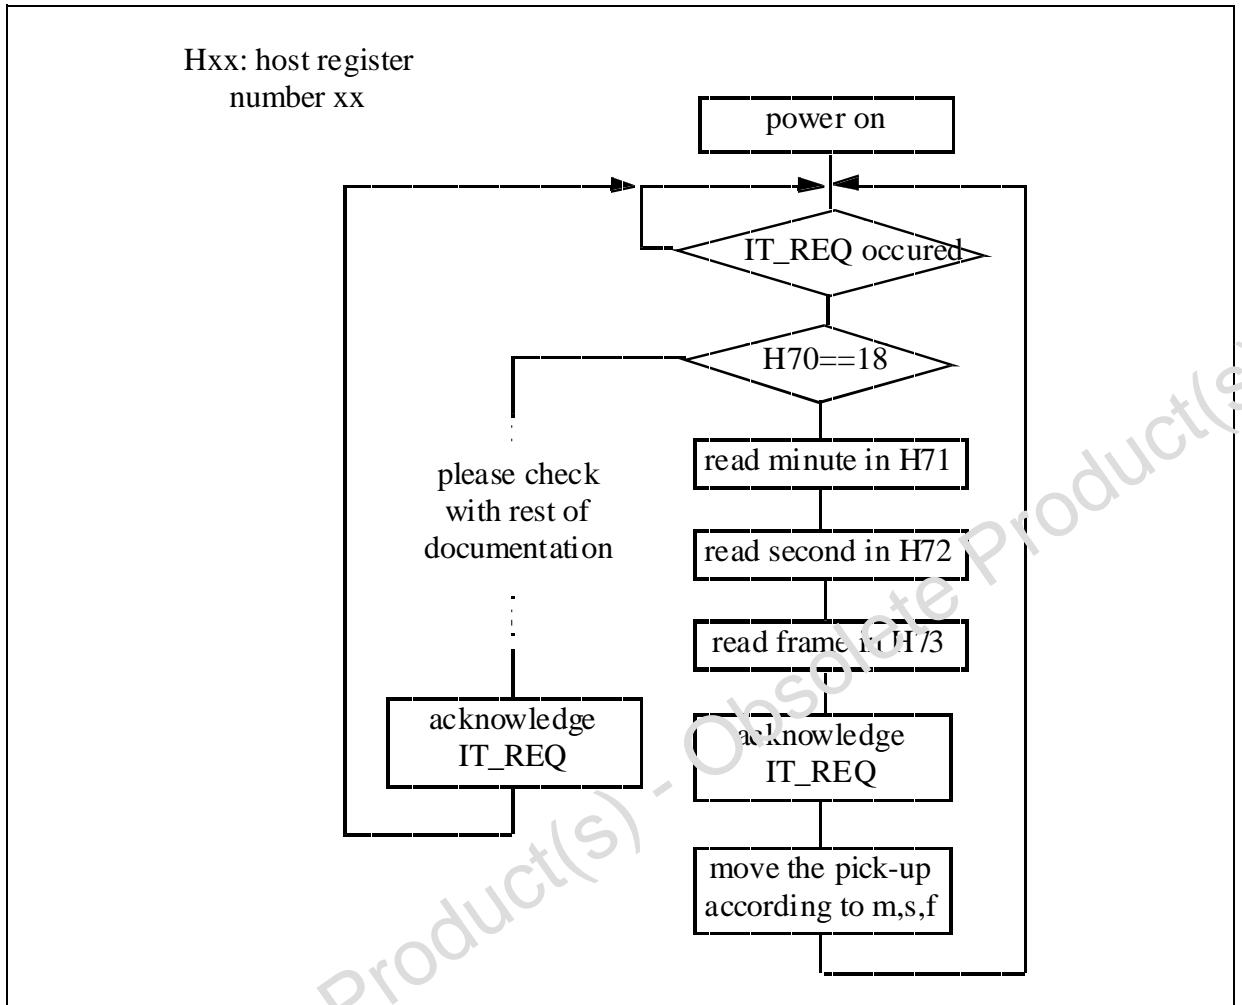 Hxx: host register
number xx
power on
IT_REQ occured
H70==18
read minute in H71
please check
with rest of
documentation
read second in H72
read frame in H73
acknowledge
IT_REQ
acknowledge
IT_REQ
move the pick-up
according to m,s,f
Product(s) - Obsolete Product(s)